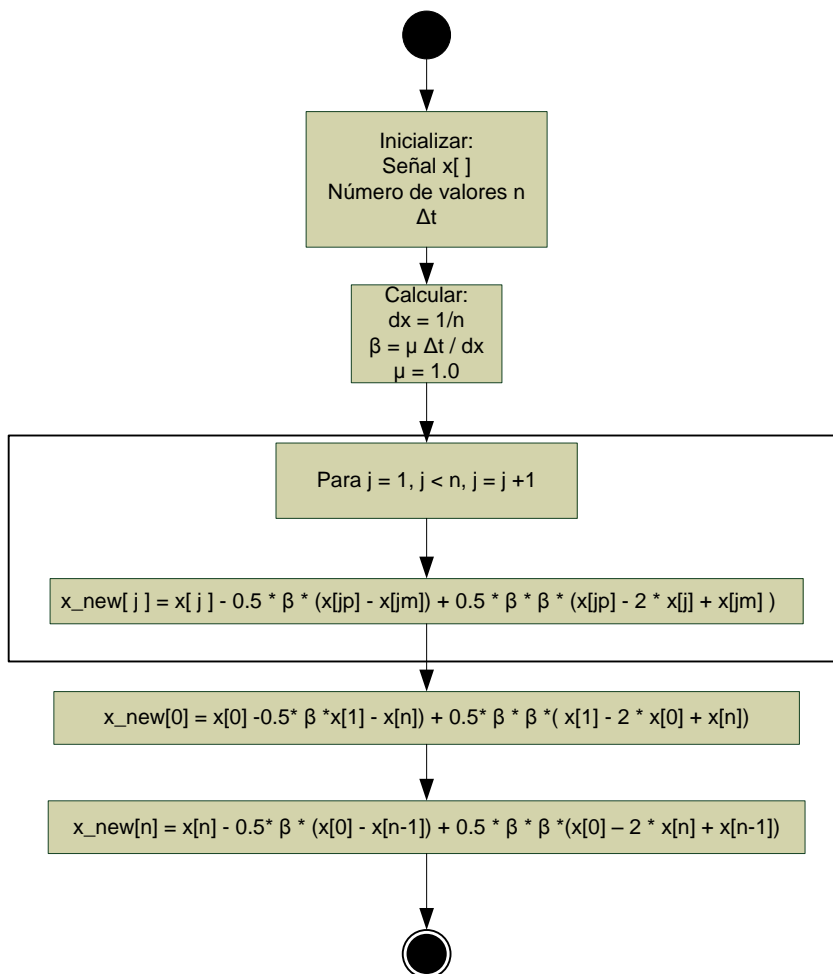 Inicializar:
Señal x[ ]
Número de valores n
Δt
Calcular:
dx = 1/n
β = µ Δt / dx
µ = 1.0
Para j = 1, j < n, j = j +1
x_new[ j ] = x[ j ] - 0.5 * β * (x[jp] - x[jm]) + 0.5 * β * β * (x[jp] - 2 * x[j] + x[jm] )
x_new[0] = x[0] -0.5* β *x[1] - x[n]) + 0.5* β * β *( x[1] - 2 * x[0] + x[n])
x_new[n] = x[n] - 0.5* β * (x[0] - x[n-1]) + 0.5 * β * β *(x[0] – 2 * x[n] + x[n-1])